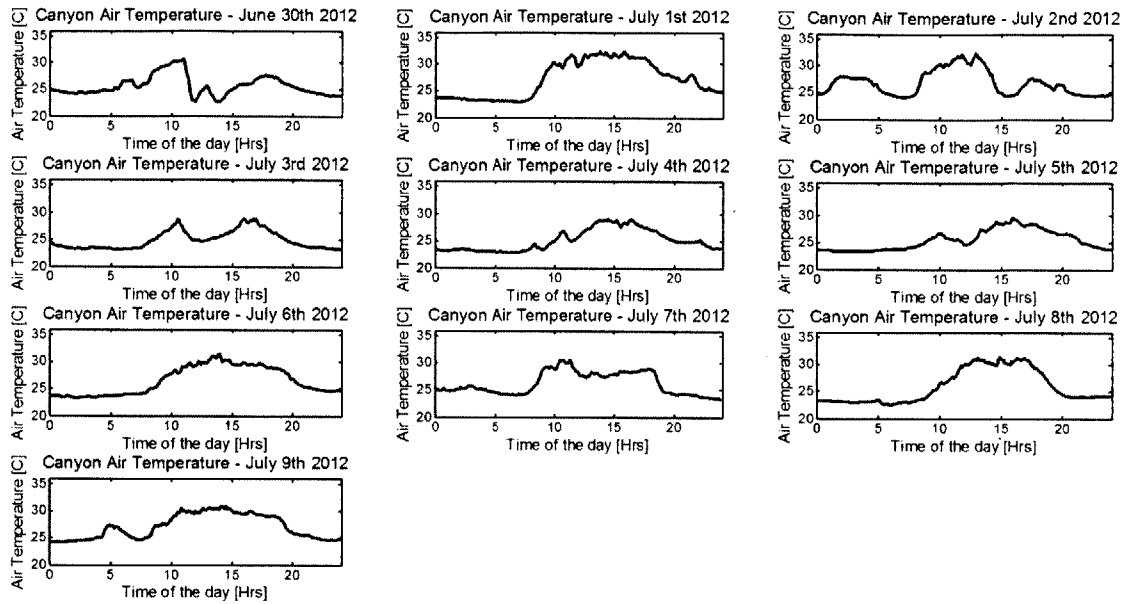 Canyon Air Temperature - June 30th 2012
Air Temperature [C]
35
30
25
20
0 5 10 15 20
Time of the day [Hrs]
Canyon Air Temperature - July 1st 2012
Air Temperature [C]
35
30
25
20
0 5 10 15 20
Time of the day [Hrs]
Canyon Air Temperature - July 2nd 2012
Air Temperature [C]
35
30
25
20
0 5 10 15 20
Time of the day [Hrs]
Canyon Air Temperature - July 3rd 2012
Air Temperature [C]
35
30
25
20
0 5 10 15 20
Time of the day [Hrs]
Canyon Air Temperature - July 4th 2012
Air Temperature [C]
35
30
25
20
0 5 10 15 20
Time of the day [Hrs]
Canyon Air Temperature - July 5th 2012
Air Temperature [C]
35
30
25
20
0 5 10 15 20
Time of the day [Hrs]
Canyon Air Temperature - July 6th 2012
Air Temperature [C]
35
30
25
20
0 5 10 15 20
Time of the day [Hrs]
Canyon Air Temperature - July 7th 2012
Air Temperature [C]
35
30
25
20
0 5 10 15 20
Time of the day [Hrs]
Canyon Air Temperature - July 8th 2012
Air Temperature [C]
35
30
25
20
0 5 10 15 20
Time of the day [Hrs]
Canyon Air Temperature - July 9th 2012
Air Temperature [C]
35
30
25
20
0 5 10 15 20
Time of the day [Hrs]